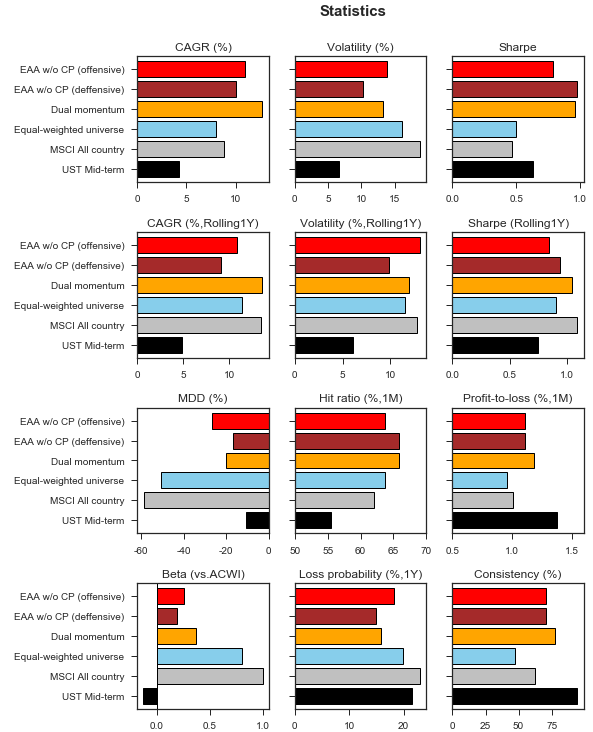 Statistics
CAGR (%)
Volatility (%)
Sharpe
EAA w/o CP (offensive)
EAA w/o CP (deffensive)
Dual momentum
Equal-weighted universe
MSCI All country
UST Mid-term
0 5 10
0 5 10 15
0.0 0.5 1.0
CAGR (%,Rolling1Y)
Volatility (%,Rolling1Y)
Sharpe (Rolling1Y)
EAA w/o CP (offensive)
EAA w/o CP (deffensive)
Dual momentum
Equal-weighted universe
MSCI All country
UST Mid-term
0 5 10
0 5 10
0.0 0.5 1.0
MDD (%)
Hit ratio (%,1M)
Profit-to-loss (%,1M)
EAA w/o CP (offensive)
EAA w/o CP (deffensive)
Dual momentum
Equal-weighted universe
MSCI All country
UST Mid-term
-60 -40 -20 0
50 55 60 65 70
0.5 1.0 1.5
Beta (vs.ACWI)
Loss probability (%,1Y)
Consistency (%)
EAA w/o CP (offensive)
EAA w/o CP (deffensive)
Dual momentum
Equal-weighted universe
MSCI All country
UST Mid-term
0.0 0.5 1.0
0 10 20
0 25 50 75